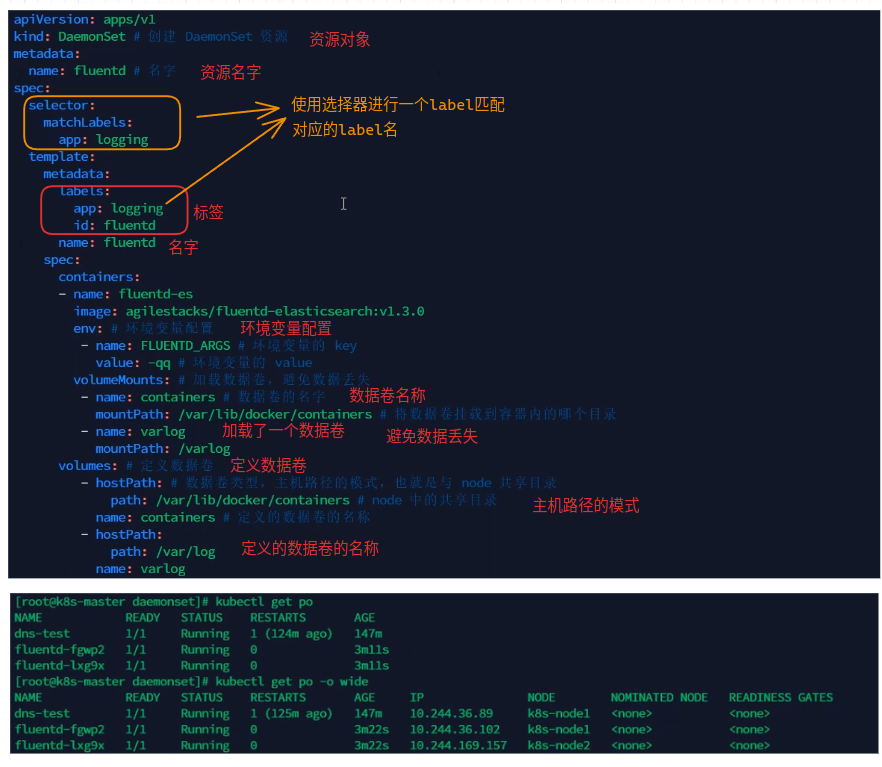 apiVersion: apps/v1
kind: DaemonSet # 创建 DaemonSet 资源 资源对象
metadata:
name: fluentd # 名字 资源名字
spec:
selector: 使用选择器进行一个label匹配
matchLabels: 对应的label名
app: logging
template:
metadata:
labels:
app: logging 标签
id: fluentd
name: fluentd 名字
spec:
containers:
- name: fluentd-es
image: agilestacks/fluentd-elasticsearch:v1.3.0
env: # 环境变量配置 环境变量配置
- name: FLUENTD_ARGS # 环境变量的 key
value: -qq # 环境变量的 value
volumeMounts: # 加载数据卷，避免数据丢失
- name: containers # 数据卷的名字 数据卷名称
mountPath: /var/lib/docker/containers # 将数据卷挂载到容器内的哪个目录
- name: varlog 加载了一个数据卷 避免数据丢失
mountPath: /varlog
volumes: # 定义数据卷 定义数据卷
- hostPath: # 数据卷类型，主机路径的模式，也就是与 node 共享目录
path: /var/lib/docker/containers # node 中的共享目录 主机路径的模式
name: containers # 定义的数据卷的名称
- hostPath:
path: /var/log 定义的数据卷的名称
name: varlog
[root@k8s-master daemonset]# kubectl get po
NAME READY STATUS RESTARTS AGE
dns-test 1/1 Running 1 (124m ago) 147m
fluentd-fgwp2 1/1 Running 0 3m11s
fluentd-lxg9x 1/1 Running 0 3m11s
[root@k8s-master daemonset]# kubectl get po -o wide
NAME READY STATUS RESTARTS AGE IP NODE NOMINATED NODE READINESS GATES
dns-test 1/1 Running 1 (125m ago) 147m 10.244.36.89 k8s-node1 <none> <none>
fluentd-fgwp2 1/1 Running 0 3m22s 10.244.36.102 k8s-node1 <none> <none>
fluentd-lxg9x 1/1 Running 0 3m22s 10.244.169.157 k8s-node2 <none> <none>